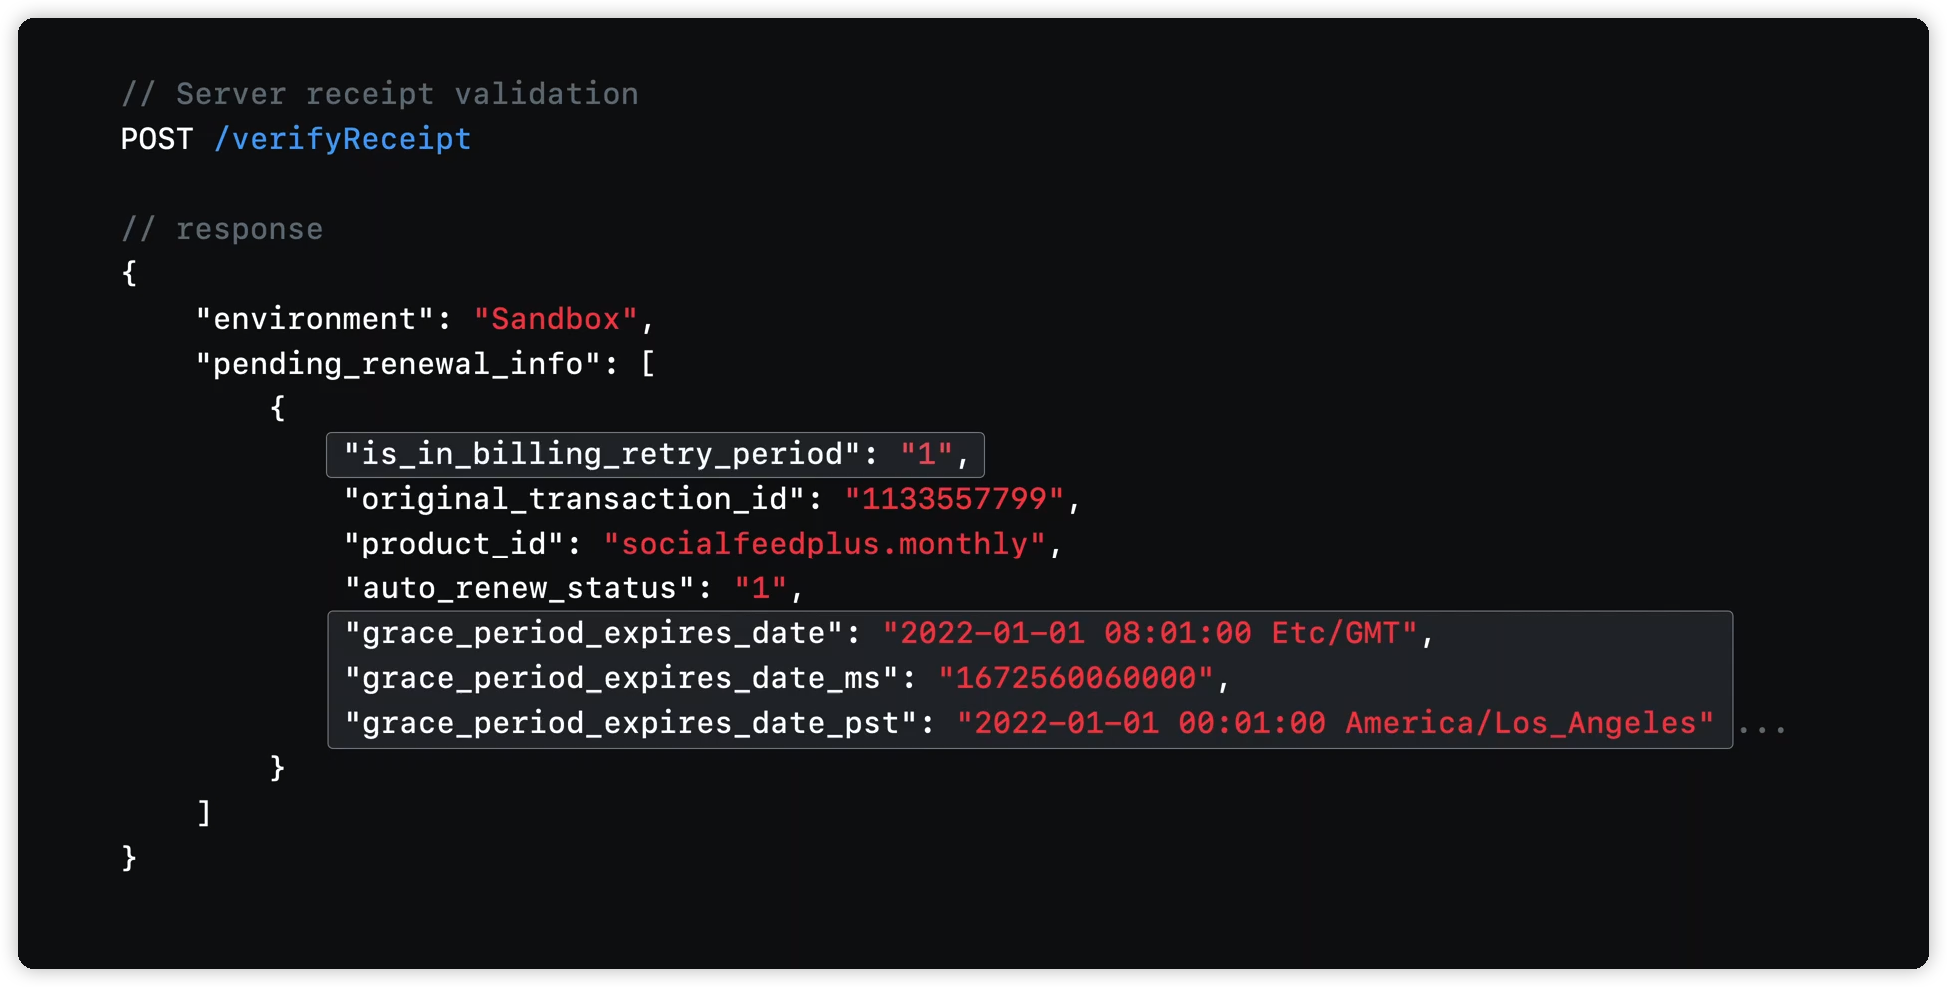 // Server receipt validation
POST /verifyReceipt
// response
{
"environment": "Sandbox",
"pending_renewal_info": [
{
"is_in_billing_retry_period": "1",
"original_transaction_id": "1133557799",
"product_id": "socialfeedplus.monthly",
"auto_renew_status": "1",
"grace_period_expires_date": "2022-01-01 08:01:00 Etc/GMT",
"grace_period_expires_date_ms": "1672560060000",
"grace_period_expires_date_pst": "2022-01-01 00:01:00 America/Los_Angeles" ...
}
]
}